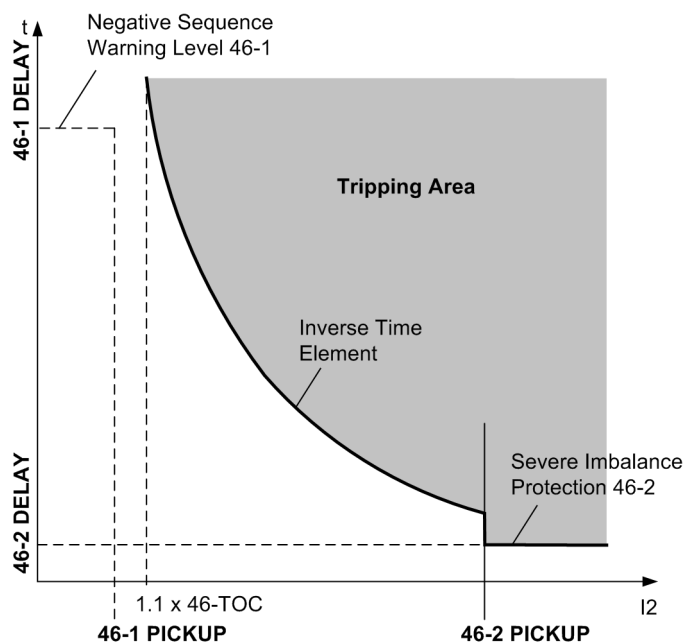 t
Negative Sequence
Warning Level 46-1
46-1 DELAY
Tripping Area
Inverse Time
Element
Severe Imbalance
Protection 46-2
46-2 DELAY
1.1 x 46-TOC
I2
46-1 PICKUP
46-2 PICKUP